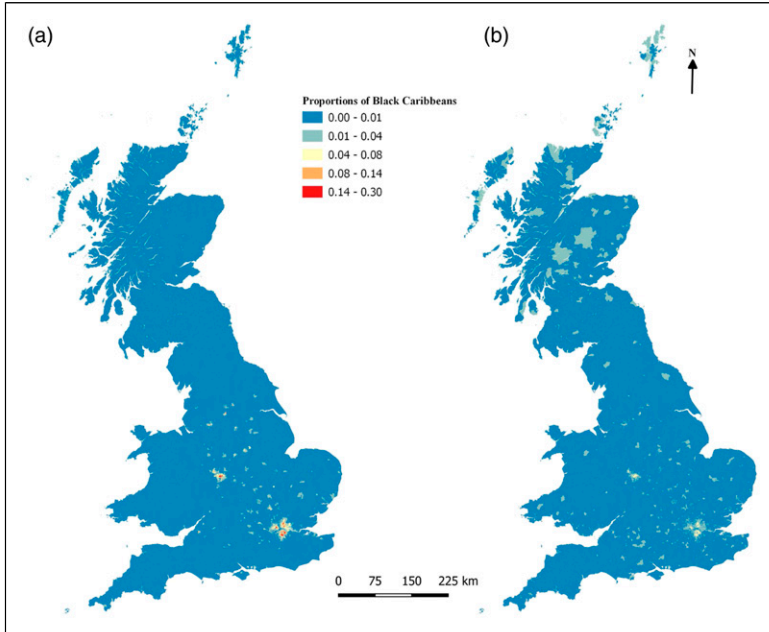 (a)
(b)
N
Proportions of Black Caribbeans
0.00 - 0.01
0.01 - 0.04
0.04 - 0.08
0.08 - 0.14
0.14 - 0.30
0 75 150 225 km